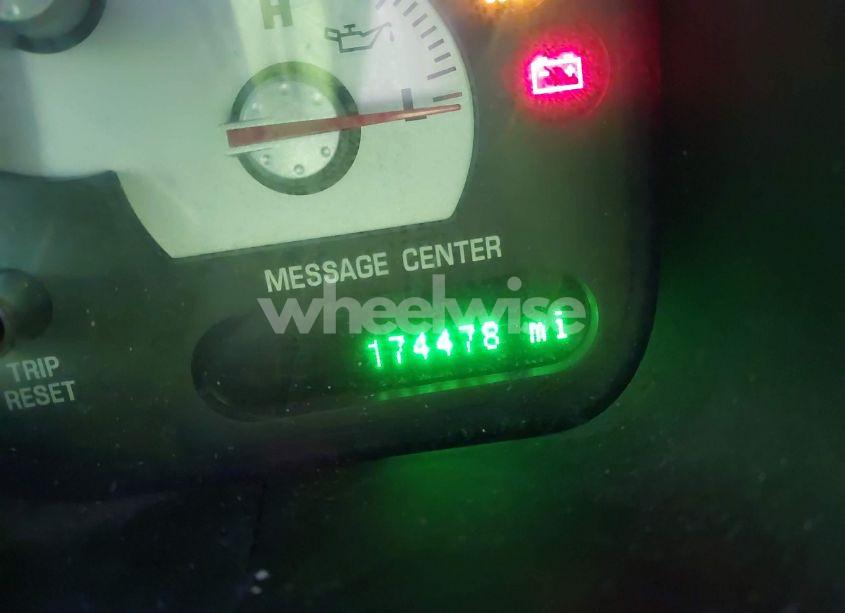 H
L
MESSAGE CENTER
wheelwise
174478 mi
TRIP
RESET